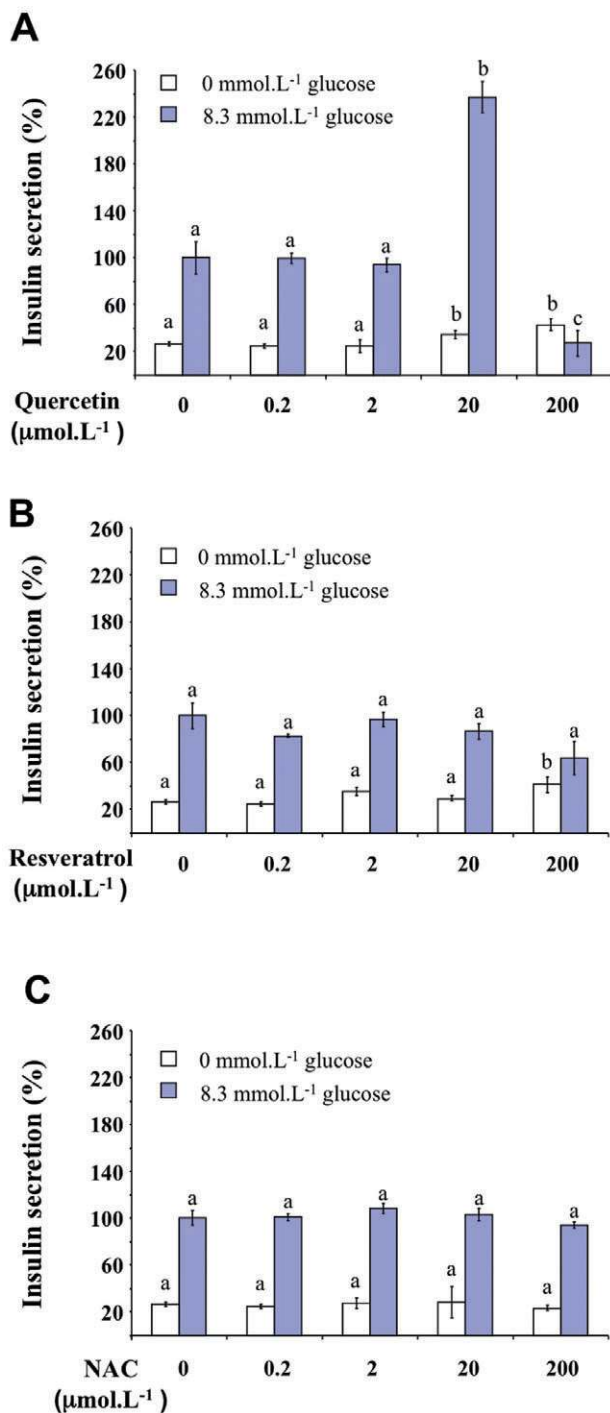 A
Insulin secretion (%)
260
220
180
140
100
60
20
0 mmol.L⁻¹ glucose
8.3 mmol.L⁻¹ glucose
a a a a a a b b b c
Quercetin 0 0.2 2 20 200
(μmol.L⁻¹ )
B
Insulin secretion (%)
260
220
180
140
100
60
20
0 mmol.L⁻¹ glucose
8.3 mmol.L⁻¹ glucose
a a a a a a a a b a
Resveratrol 0 0.2 2 20 200
(μmol.L⁻¹ )
C
Insulin secretion (%)
260
220
180
140
100
60
20
0 mmol.L⁻¹ glucose
8.3 mmol.L⁻¹ glucose
a a a a a a a a a a
NAC 0 0.2 2 20 200
(μmol.L⁻¹ )